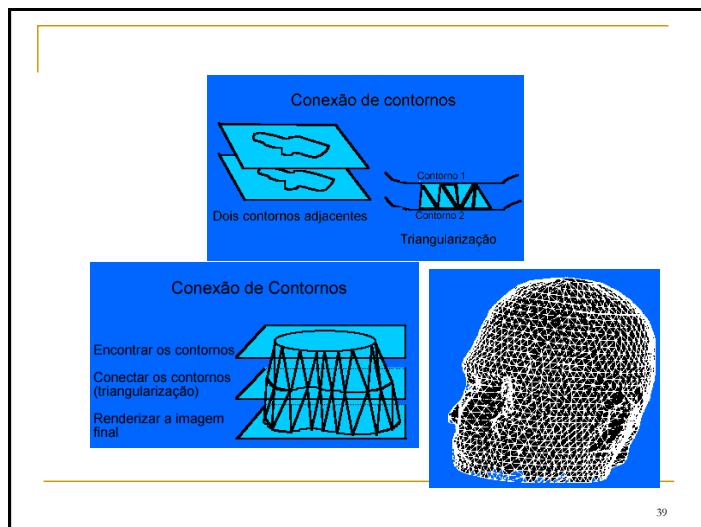 Conexão de contornos
Contorno 1
Contorno 2
Dois contornos adjacentes
Triangularização
Conexão de Contornos
Encontrar os contornos
Conectar os contornos
(triangularização)
Renderizar a imagem
final
39